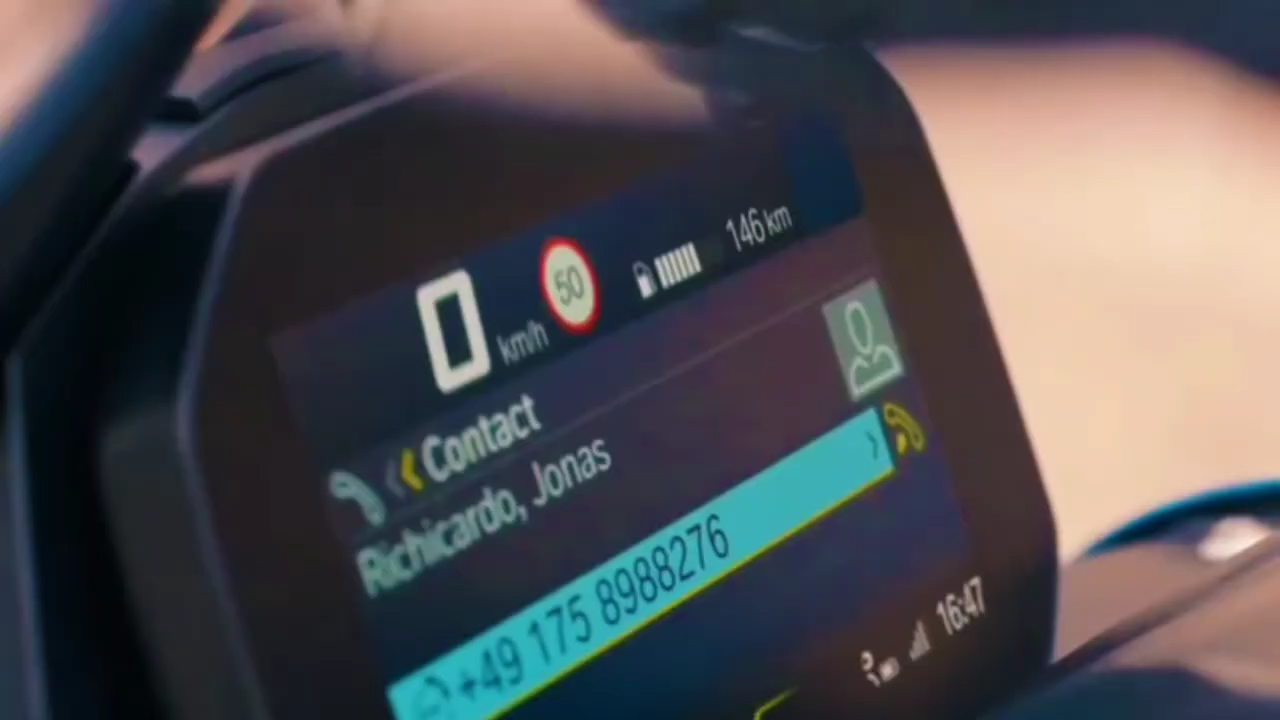 0 km/h 50 146 km
Contact
Richicardo, Jonas
+49 175 8988276
16:47